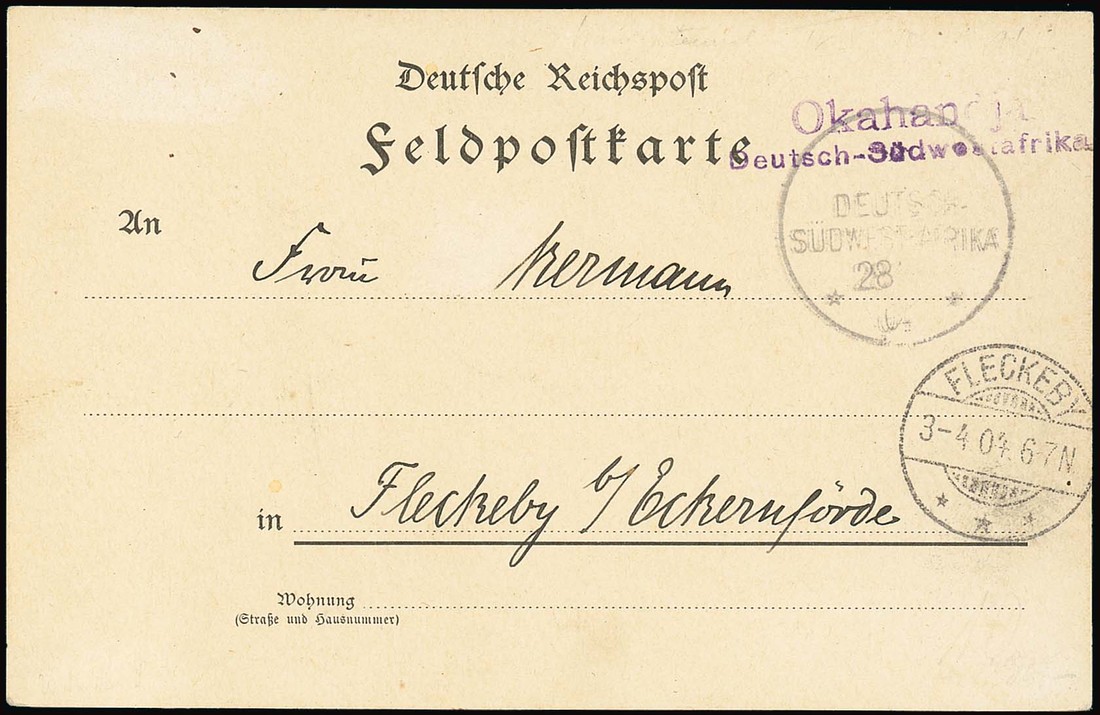 Deutsche Reichspost
Feldpostkarte
Okahandja
Deutsch-Südwestafrika
DEUTSCH-
SÜDWEST-AFRIKA
28
An
Frau
FLECKEBY
3-4.04.6-7N.
in Fleckeby b/Eckernförde
Wohnung
(Straße und Hausnummer)